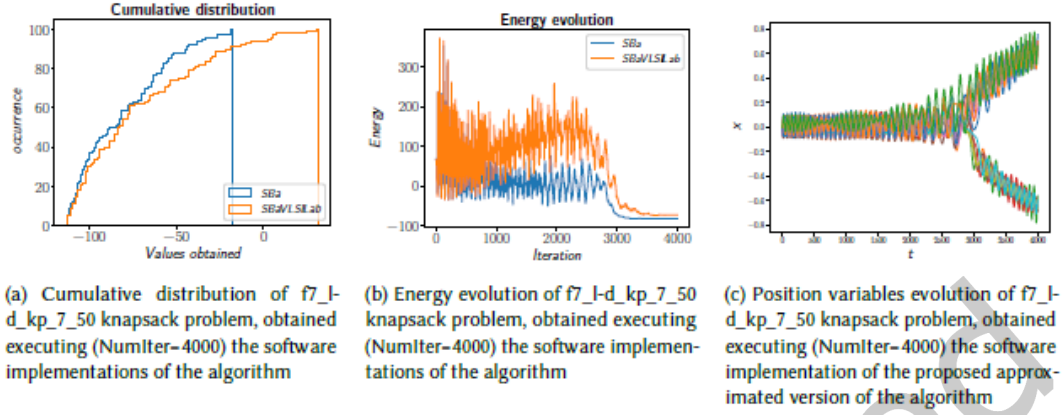 Cumulative distribution
100
80
60
40
20
0
occurrence
−100
−50
0
Values obtained
SBa
SBaVLSILab
Energy evolution
300
200
100
0
−100
Energy
0
1000
2000
3000
4000
Iteration
SBa
SBaVLSILab
x
t
(a) Cumulative distribution of f7_l-
d_kp_7_50 knapsack problem, obtained
executing (NumIter-4000) the software
implementations of the algorithm
(b) Energy evolution of f7_l-d_kp_7_50
knapsack problem, obtained executing
(NumIter-4000) the software implemen-
tations of the algorithm
(c) Position variables evolution of f7_l-
d_kp_7_50 knapsack problem, obtained
executing (NumIter-4000) the software
implementation of the proposed approx-
imated version of the algorithm